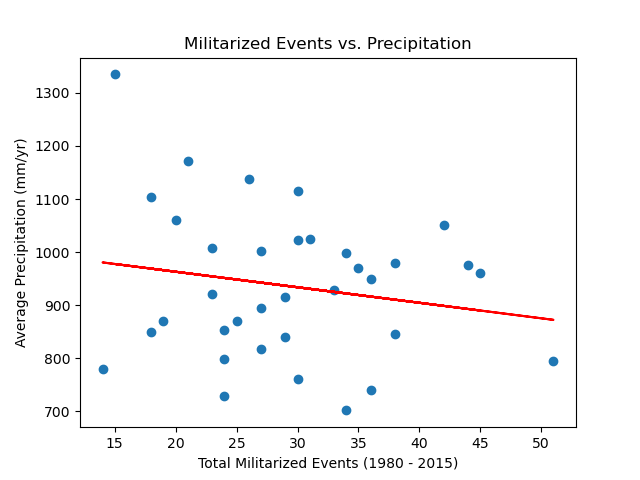 Militarized Events vs. Precipitation
1300
1200
1100
1000
900
800
700
Average Precipitation (mm/yr)
15 20 25 30 35 40 45 50
Total Militarized Events (1980 - 2015)